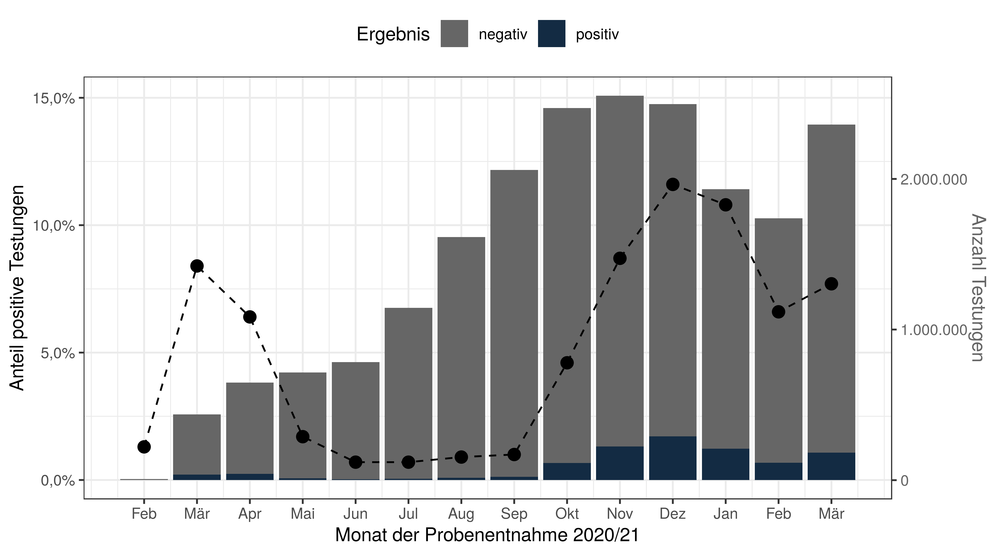 Ergebnis negativ positiv
Anteil positive Testungen
15,0%
10,0%
5,0%
0,0%
2.000.000
1.000.000
0
Anzahl Testungen
Feb Mär Apr Mai Jun Jul Aug Sep Okt Nov Dez Jan Feb Mär
Monat der Probenentnahme 2020/21